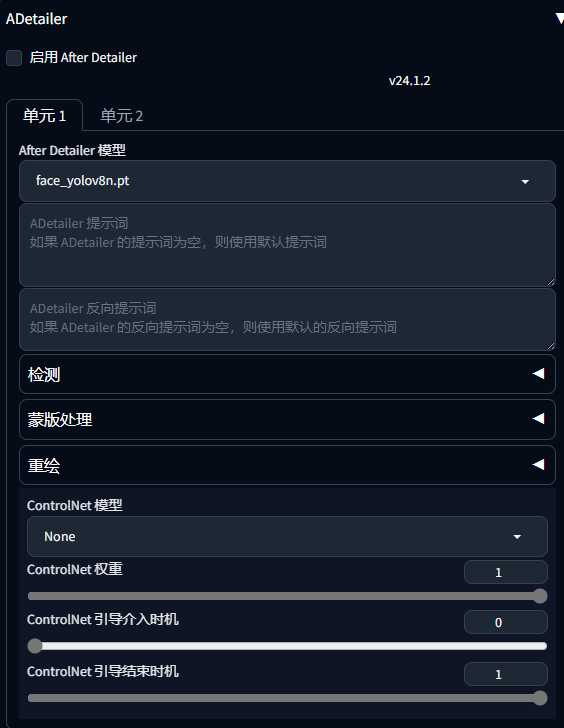 ADetailer
启用 After Detailer
v24.1.2
单元 1 单元 2
After Detailer 模型
face_yolov8n.pt
ADetailer 提示词
如果 ADetailer 的提示词为空，则使用默认提示词
ADetailer 反向提示词
如果 ADetailer 的反向提示词为空，则使用默认的反向提示词
检测
蒙版处理
重绘
ControlNet 模型
None
ControlNet 权重 1
ControlNet 引导介入时机 0
ControlNet 引导结束时机 1